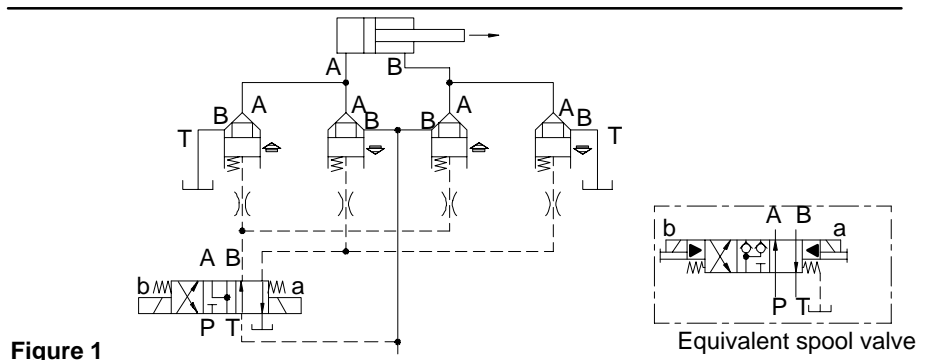 A B
A A A A
B B B B
T T
A B
b a
P T
A B
b a
P T
Figure 1
Equivalent spool valve